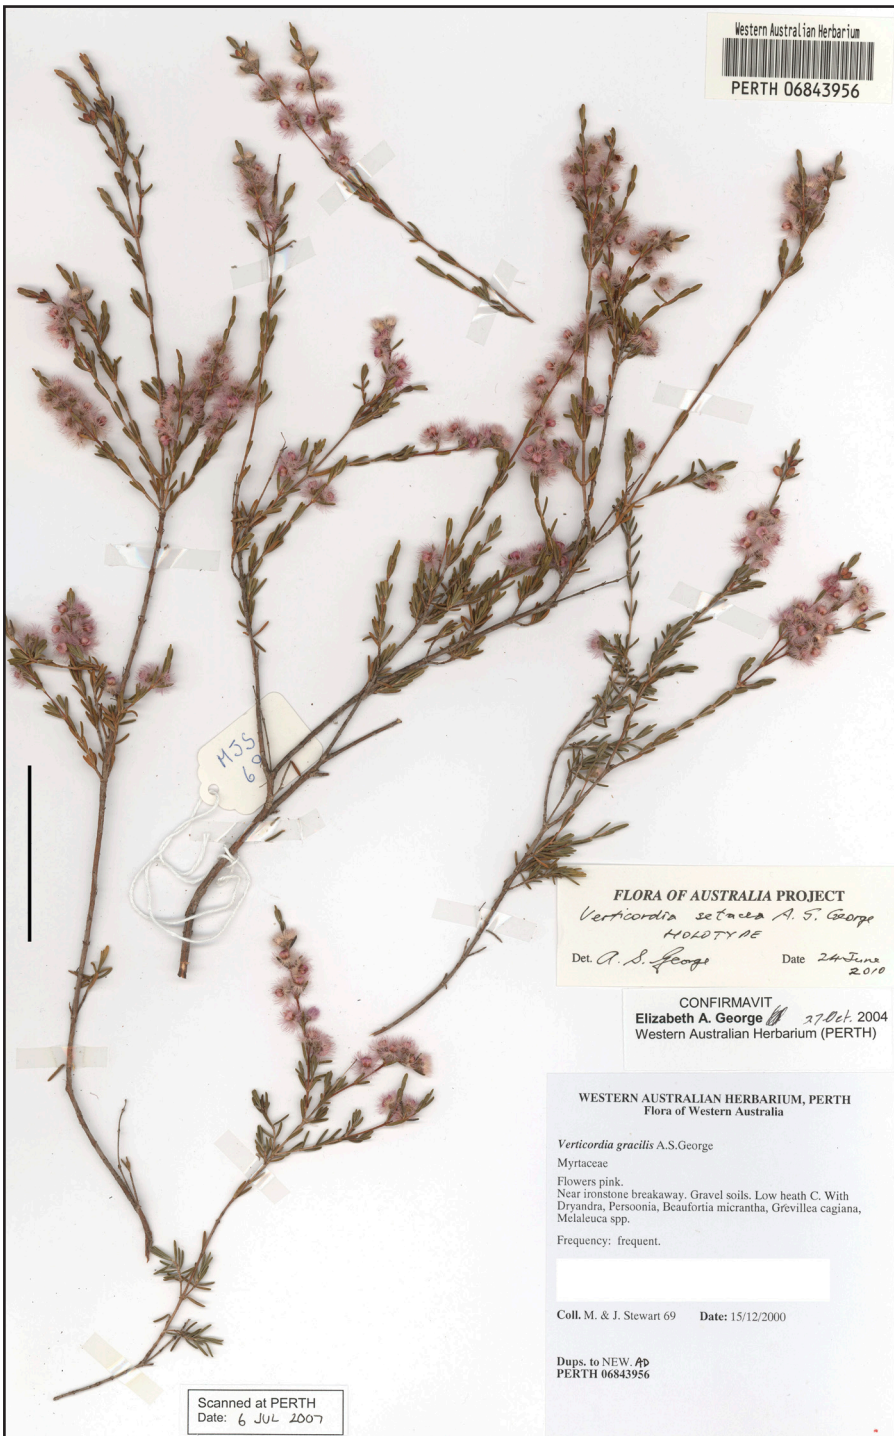 Western Australian Herbarium
PERTH 06843956
MJS
69
FLORA OF AUSTRALIA PROJECT
Verticordia setacea A. S. George
HOLOTYPE
Det. A. S. George Date 24 June
2010
CONFIRMAVIT
Elizabeth A. George 27 Oct. 2004
Western Australian Herbarium (PERTH)
WESTERN AUSTRALIAN HERBARIUM, PERTH
Flora of Western Australia
Verticordia gracilis A.S.George
Myrtaceae
Flowers pink.
Near ironstone breakaway. Gravel soils. Low heath C. With
Dryandra, Persoonia, Beaufortia micrantha, Grevillea cagiana,
Melaleuca spp.
Frequency: frequent.
Coll. M. & J. Stewart 69 Date: 15/12/2000
Dups. to NEW. AD
PERTH 06843956
Scanned at PERTH
Date: 6 JUL 2007